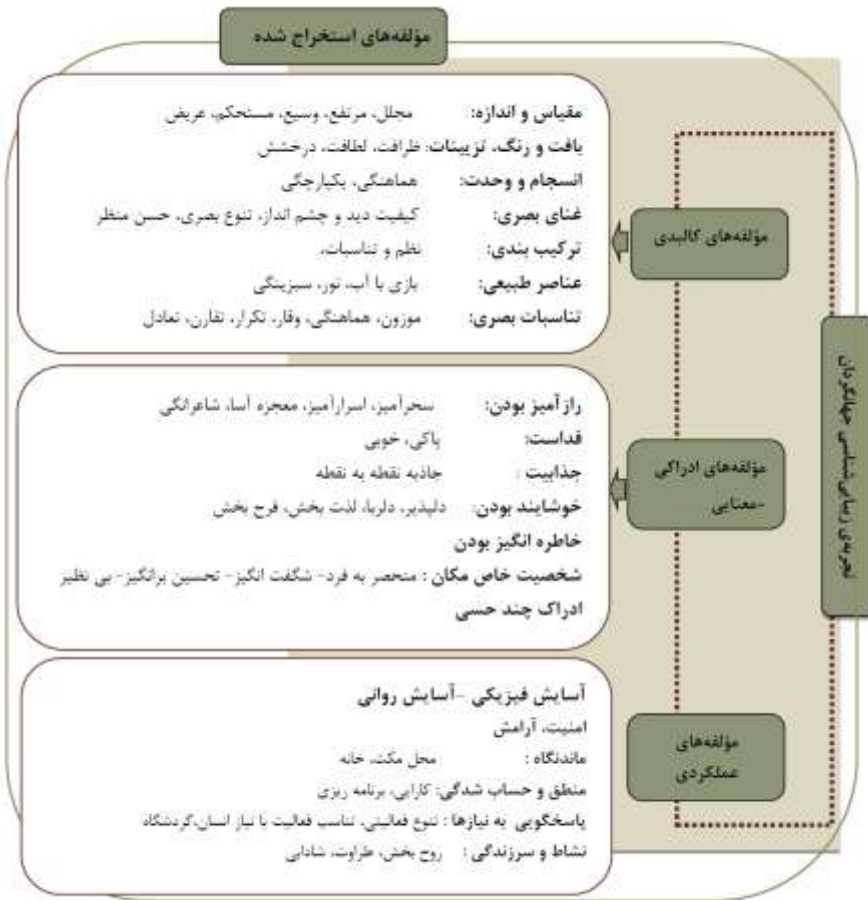 مؤلفه‌های استخراج شده
تجربه‌ی زیبایی‌شناسی جهانگردان
مؤلفه‌های کالبدی
مقیاس و اندازه: مجلل، مرتفع، وسیع، مستحکم، عریض
بافت و رنگ، تزیینات: ظرافت، لطافت، درخشش
انسجام و وحدت: هماهنگی، یکپارچگی
غنای بصری: کیفیت دید و چشم انداز، تنوع بصری، حسن منظر
ترکیب بندی: نظم و تناسبات،
عناصر طبیعی: بازی با آب، نور، سبزینگی
تناسبات بصری: موزون، هماهنگی، وقار، تکرار، تقارن، تعادل
مؤلفه‌های ادراکی
-معنایی
راز آمیز بودن: سحرآمیز، اسرارآمیز، معجزه آسا، شاعرانگی
قداست: پاکی، خوبی
جذابیت : جاذبه نقطه به نقطه
خوشایند بودن: دلپذیر، دلربا، لذت بخش، فرح بخش
خاطره انگیز بودن
شخصیت خاص مکان : منحصر به فرد- شگفت انگیز- تحسین برانگیز- بی نظیر
ادراک چند حسی
مؤلفه‌های
عملکردی
آسایش فیزیکی -آسایش روانی
امنیت، آرامش
ماندگاه : محل مکث، خانه
منطق و حساب شدگی: کارایی، برنامه ریزی
پاسخگویی به نیازها : تنوع فعالیتی، تناسب فعالیت با نیاز انسان،گردشگاه
نشاط و سرزندگی : روح بخش، طراوت، شادابی